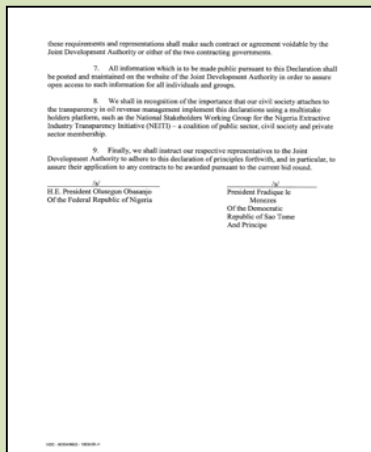 these requirements and representations shall make such contract or agreement voidable by the
Joint Development Authority or either of the two contracting governments.
7. All information which is to be made public pursuant to this Declaration shall
be posted and maintained on the website of the Joint Development Authority in order to assure
open access to such information for all individuals and groups.
8. We shall in recognition of the importance that our civil society attaches to
the transparency in oil revenue management implement this declarations using a multistake
holders platform, such as the National Stakeholders Working Group for the Nigeria Extractive
Industry Transparency Initiative (NEITI) – a coalition of public sector, civil society and private
sector membership.
9. Finally, we shall instruct our respective representatives to the Joint
Development Authority to adhere to this declaration of principles forthwith, and in particular, to
assure their application to any contracts to be awarded pursuant to the current bid round.
/s/ /s/
H.E. President Olusegun Obasanjo President Fradique le
Of the Federal Republic of Nigeria Menezes
Of the Democratic
Republic of Sao Tome
And Principe